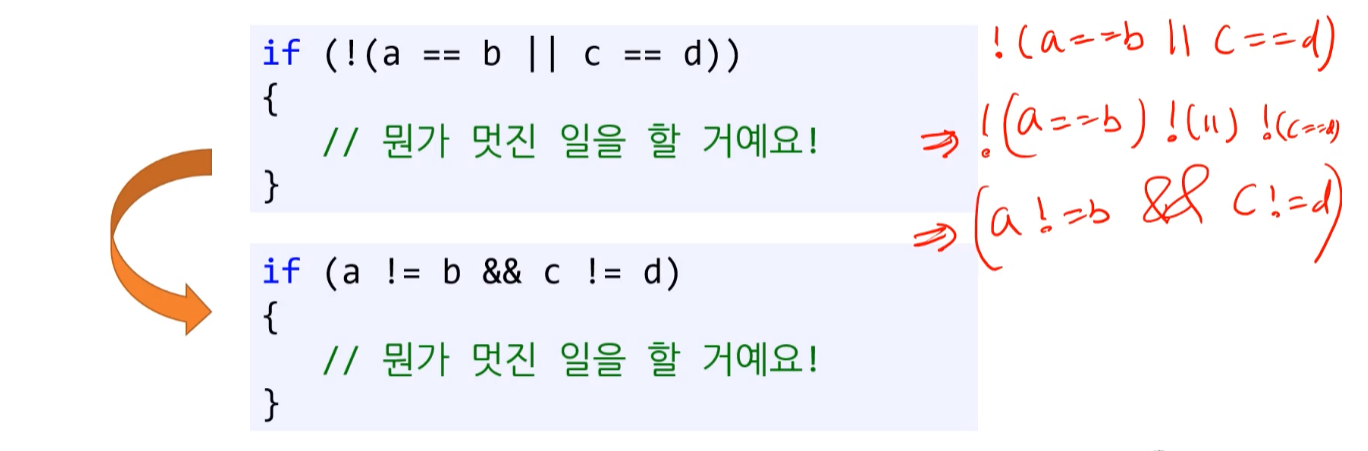 if (!(a == b || c == d))
{
// 뭔가 멋진 일을 할 거예요!
}
if (a != b && c != d)
{
// 뭔가 멋진 일을 할 거예요!
}
!(a==b || c==d)
⇒ !(a==b) !(||) !(c==d)
⇒ (a!=b && c!=d)